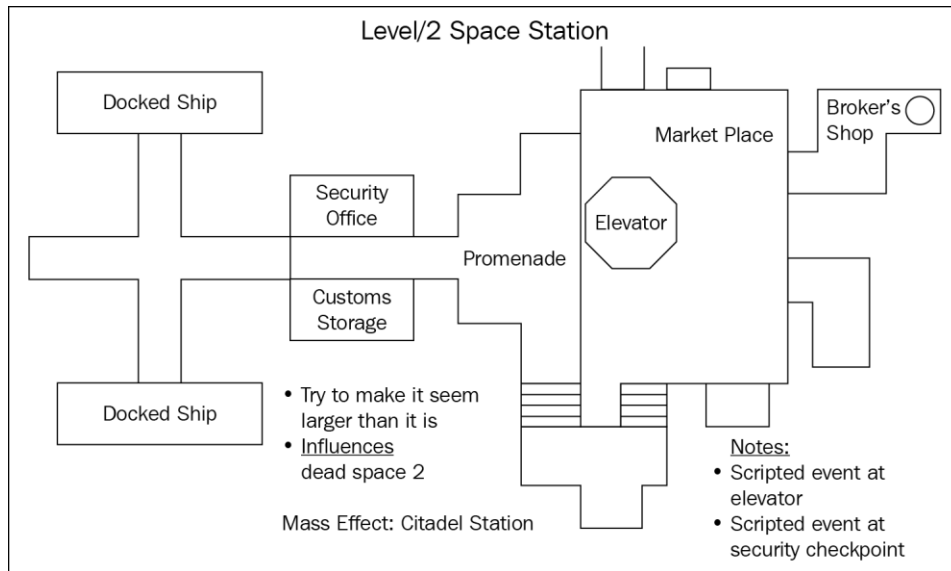 Level/2 Space Station
Docked Ship
Broker's
Shop
Market Place
Security
Office
Elevator
Promenade
Customs
Storage
Docked Ship
• Try to make it seem
larger than it is
• Influences
dead space 2
Mass Effect: Citadel Station
Notes:
• Scripted event at
elevator
• Scripted event at
security checkpoint